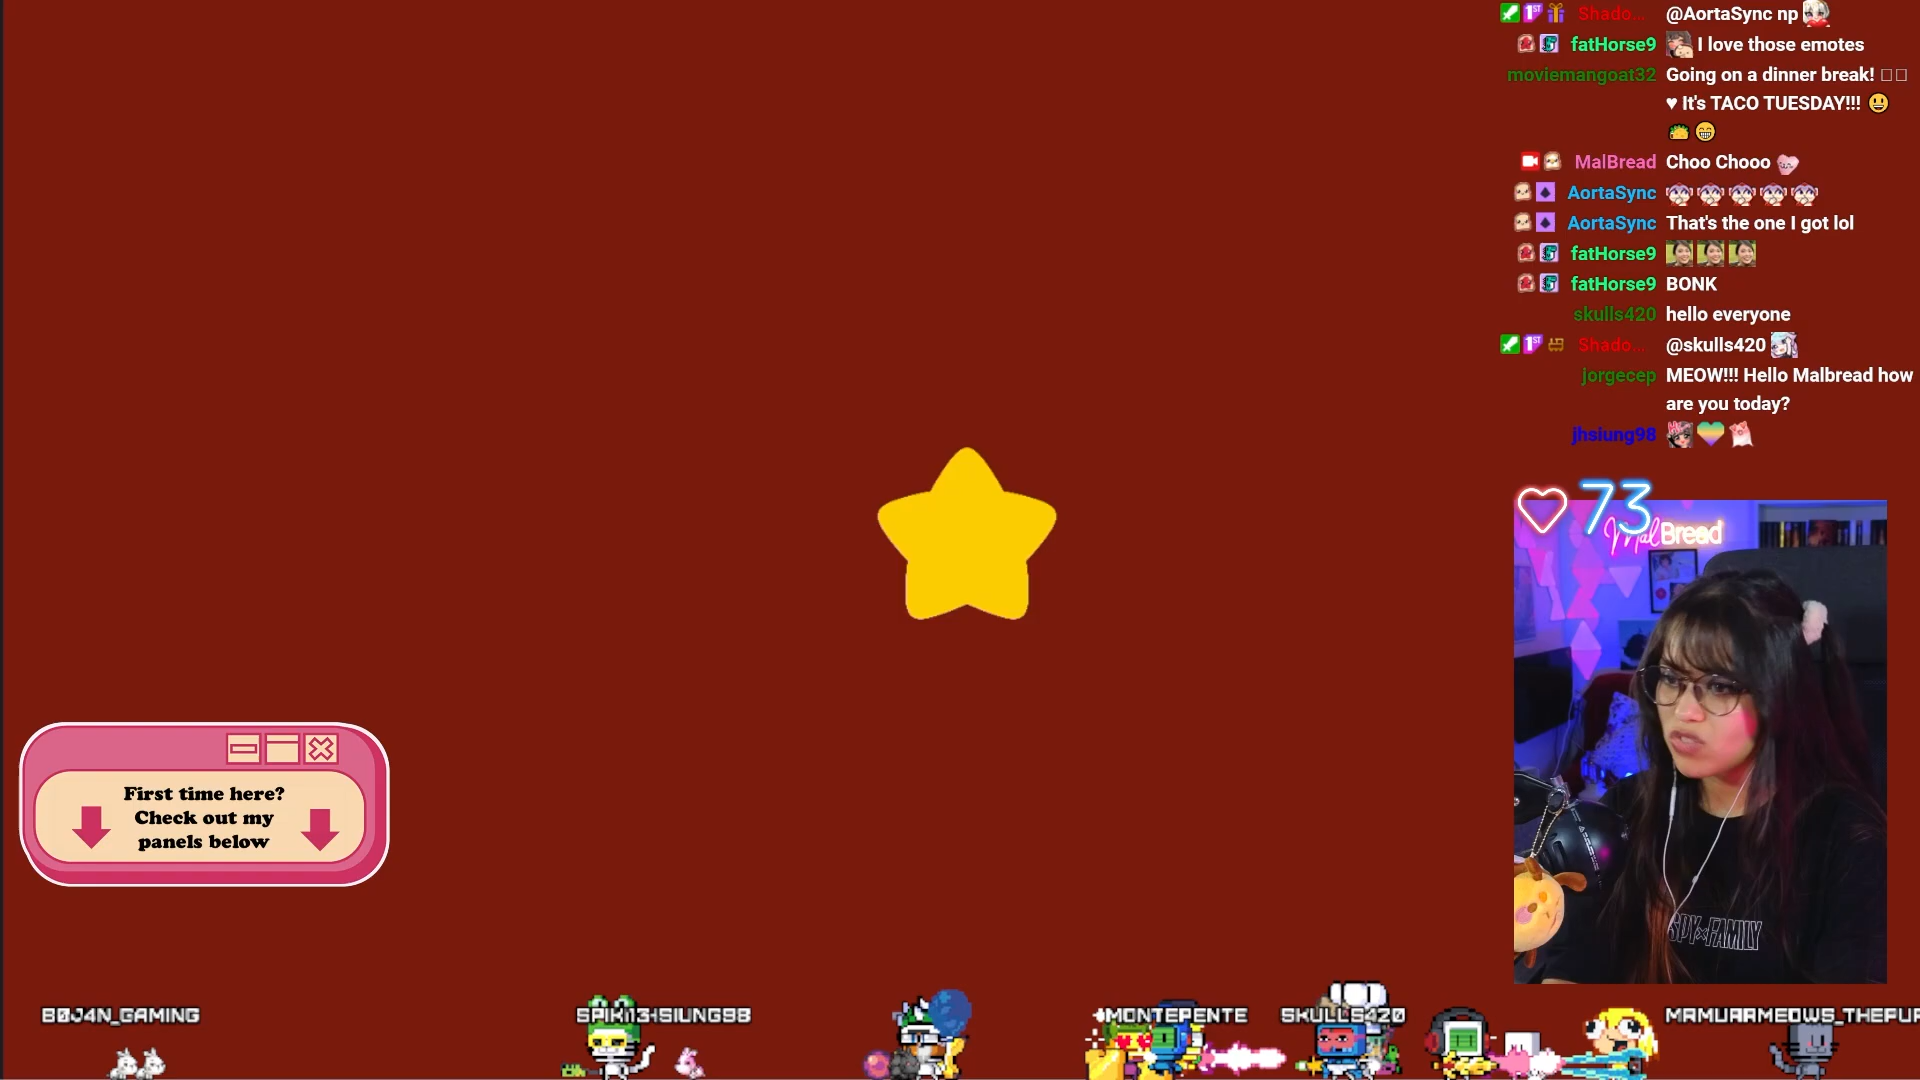 Shado... @AortaSync np
fatHorse9 I love those emotes
moviemangoat32 Going on a dinner break!
♥ It's TACO TUESDAY!!! 😃
🌮 😁
MalBread Choo Chooo
AortaSync
AortaSync That's the one I got lol
fatHorse9
fatHorse9 BONK
skulls420 hello everyone
Shado... @skulls420
jorgecep MEOW!!! Hello Malbread how
are you today?
jhsiung98
73
MalBread
First time here?
Check out my
panels below
SPY×FAMILY
B0J4N_GAMING
MONTEPENTE
SKULLS420